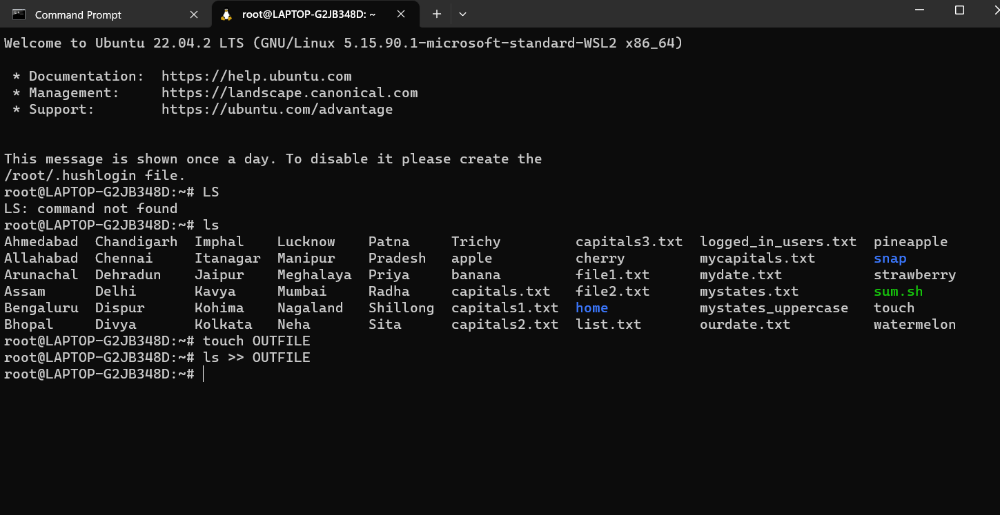 Command Prompt
root@LAPTOP-G2JB348D: ~
Welcome to Ubuntu 22.04.2 LTS (GNU/Linux 5.15.90.1-microsoft-standard-WSL2 x86_64)
* Documentation:  https://help.ubuntu.com
* Management:     https://landscape.canonical.com
* Support:        https://ubuntu.com/advantage
This message is shown once a day. To disable it please create the
/root/.hushlogin file.
root@LAPTOP-G2JB348D:~# LS
LS: command not found
root@LAPTOP-G2JB348D:~# ls
Ahmedabad  Chandigarh  Imphal    Lucknow    Patna     Trichy         capitals3.txt  logged_in_users.txt  pineapple
Allahabad  Chennai     Itanagar  Manipur    Pradesh   apple          cherry         mycapitals.txt       snap
Arunachal  Dehradun    Jaipur    Meghalaya  Priya     banana         file1.txt      mydate.txt           strawberry
Assam      Delhi       Kavya     Mumbai     Radha     capitals.txt   file2.txt      mystates.txt         sum.sh
Bengaluru  Dispur      Kohima    Nagaland   Shillong  capitals1.txt  home           mystates_uppercase   touch
Bhopal     Divya       Kolkata   Neha       Sita      capitals2.txt  list.txt       ourdate.txt          watermelon
root@LAPTOP-G2JB348D:~# touch OUTFILE
root@LAPTOP-G2JB348D:~# ls >> OUTFILE
root@LAPTOP-G2JB348D:~#